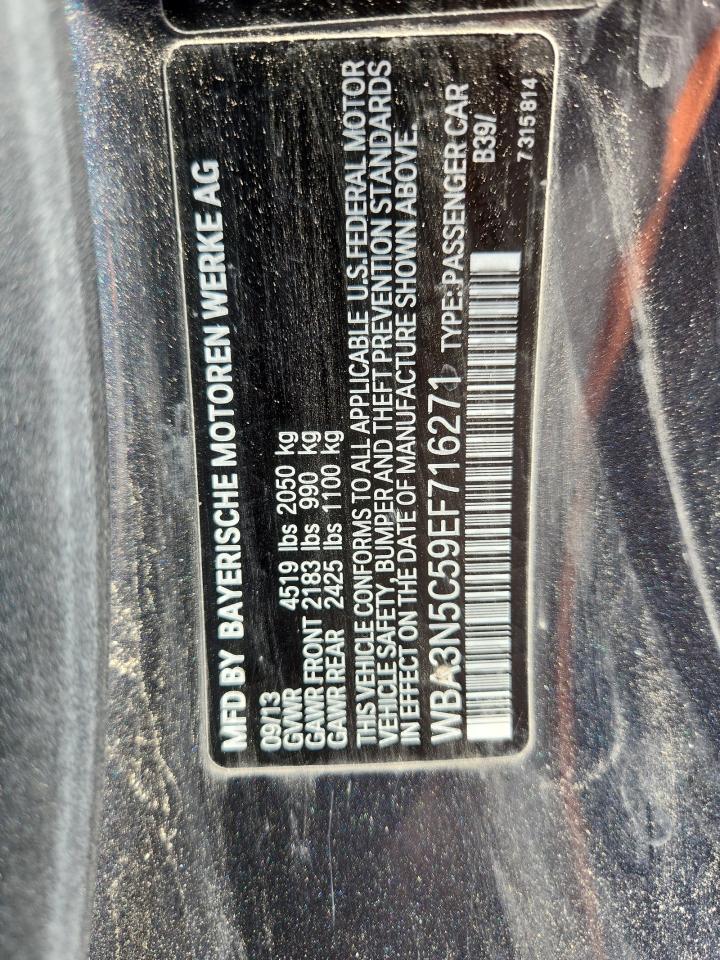 MFD BY BAYERISCHE MOTOREN WERKE AG
09/13
GVWR 4519 lbs 2050 kg
GAWR FRONT 2183 lbs 990 kg
GAWR REAR 2425 lbs 1100 kg
THIS VEHICLE CONFORMS TO ALL APPLICABLE U.S. FEDERAL MOTOR
VEHICLE SAFETY, BUMPER AND THEFT PREVENTION STANDARDS
IN EFFECT ON THE DATE OF MANUFACTURE SHOWN ABOVE.
WBA3N5C59EF716271 TYPE: PASSENGER CAR
B39/
7 315 814